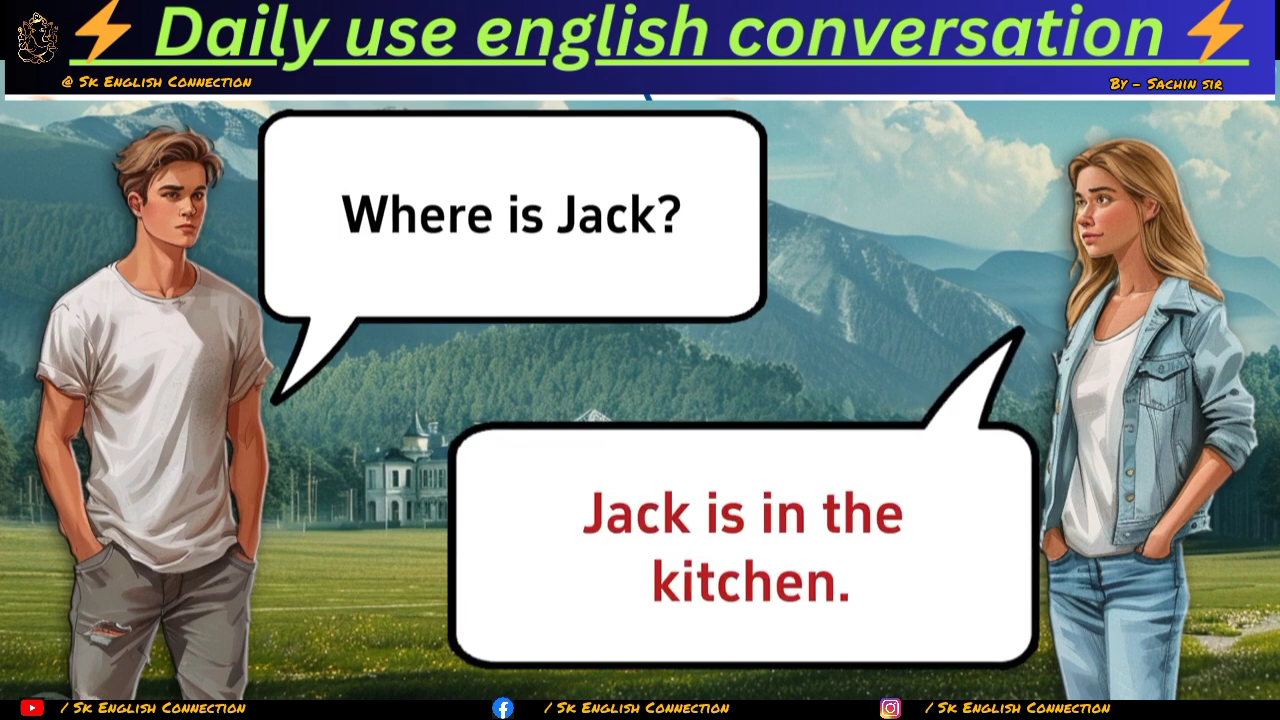 ⚡ Daily use english conversation ⚡
@ Sk English Connection
By - Sachin sir
Where is Jack?
Jack is in the
kitchen.
/ Sk English Connection
/ Sk English Connection
/ Sk English Connection